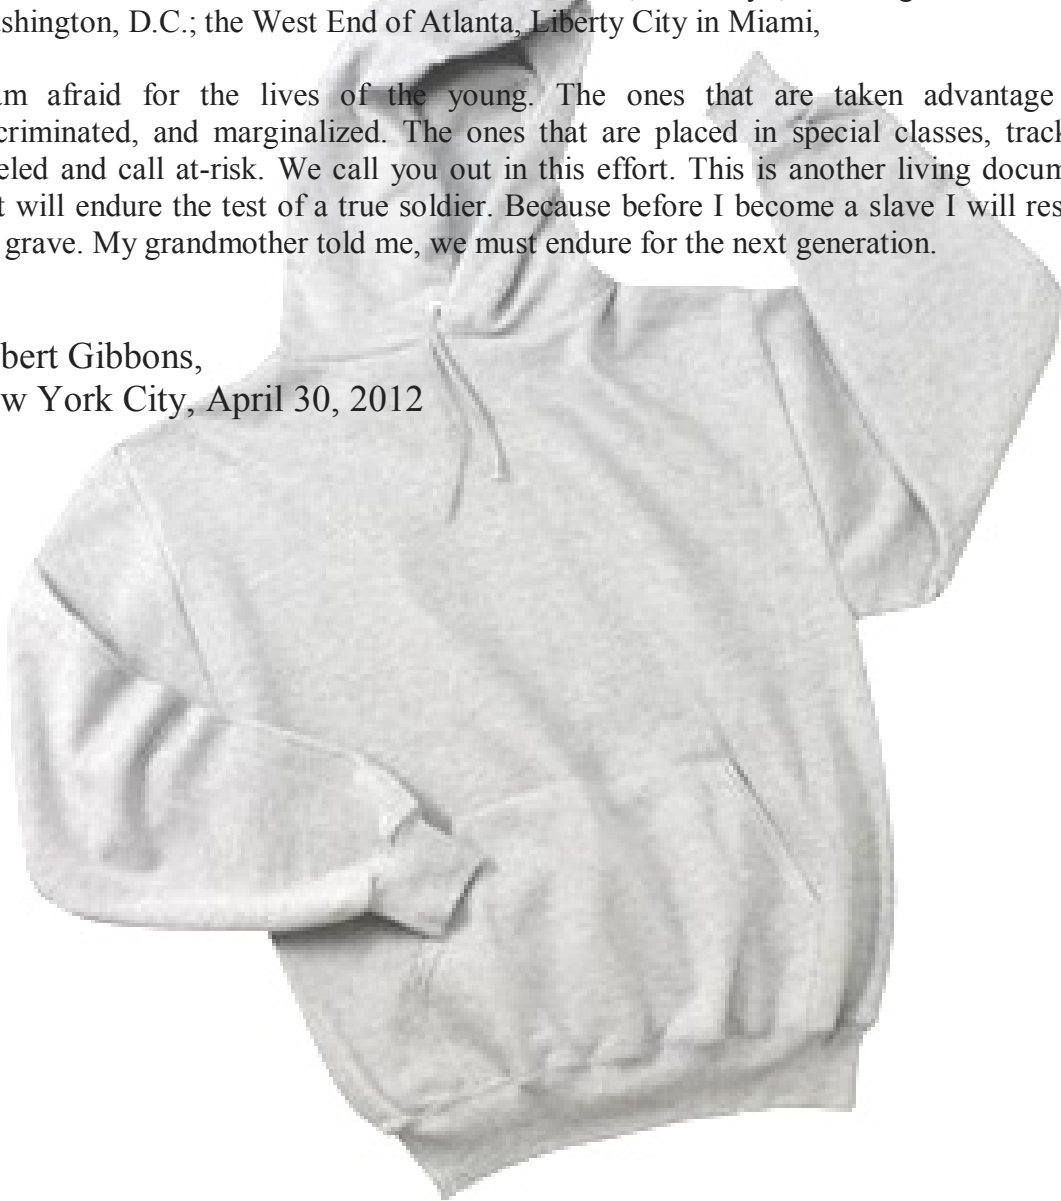 shington, D.C.; the West End of Atlanta, Liberty City in Miami,
am afraid for the lives of the young. The ones that are taken advantage
criminated, and marginalized. The ones that are placed in special classes, track
eled and call at-risk. We call you out in this effort. This is another living docum
t will endure the test of a true soldier. Because before I become a slave I will res
grave. My grandmother told me, we must endure for the next generation.
bert Gibbons,
w York City, April 30, 2012